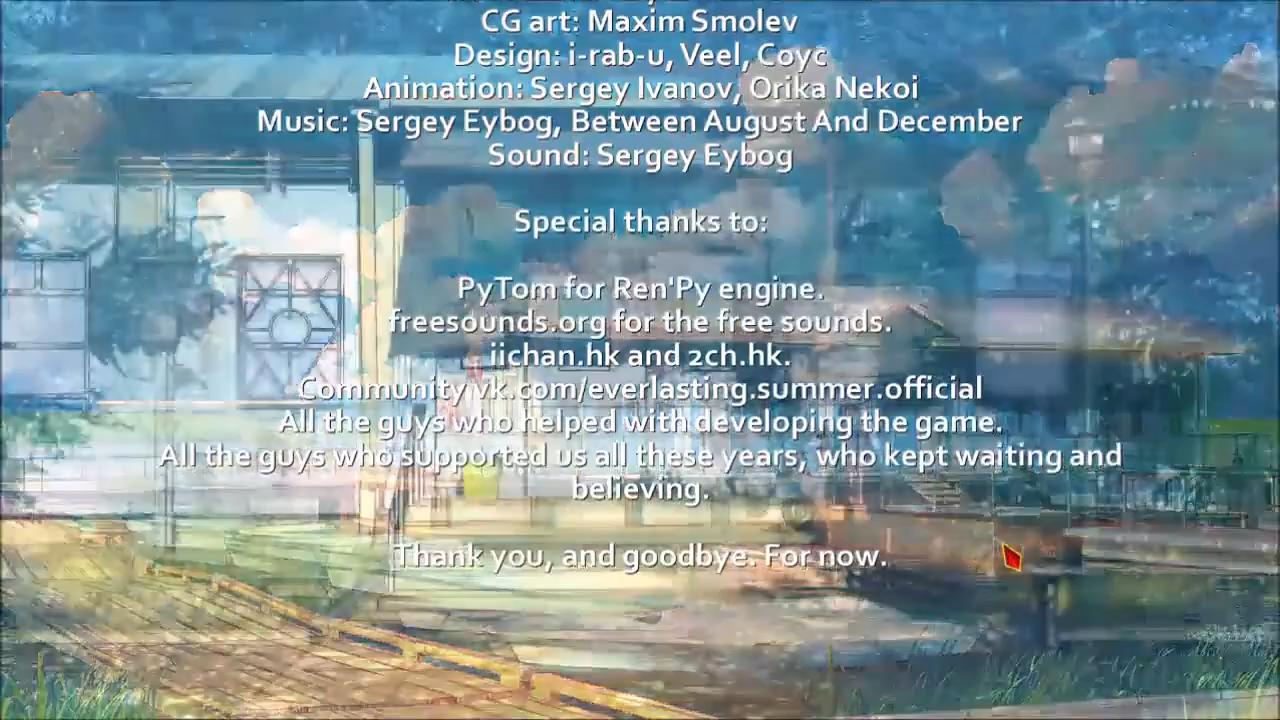 CG art: Maxim Smolev
Design: i-rab-u, Veel, Coyc
Animation: Sergey Ivanov, Orika Nekoi
Music: Sergey Eybog, Between August And December
Sound: Sergey Eybog
Special thanks to:
PyTom for Ren'Py engine.
freesounds.org for the free sounds.
iichan.hk and 2ch.hk.
Community vk.com/everlasting.summer.official
All the guys who helped with developing the game.
All the guys who supported us all these years, who kept waiting and
believing.
Thank you, and goodbye. For now.